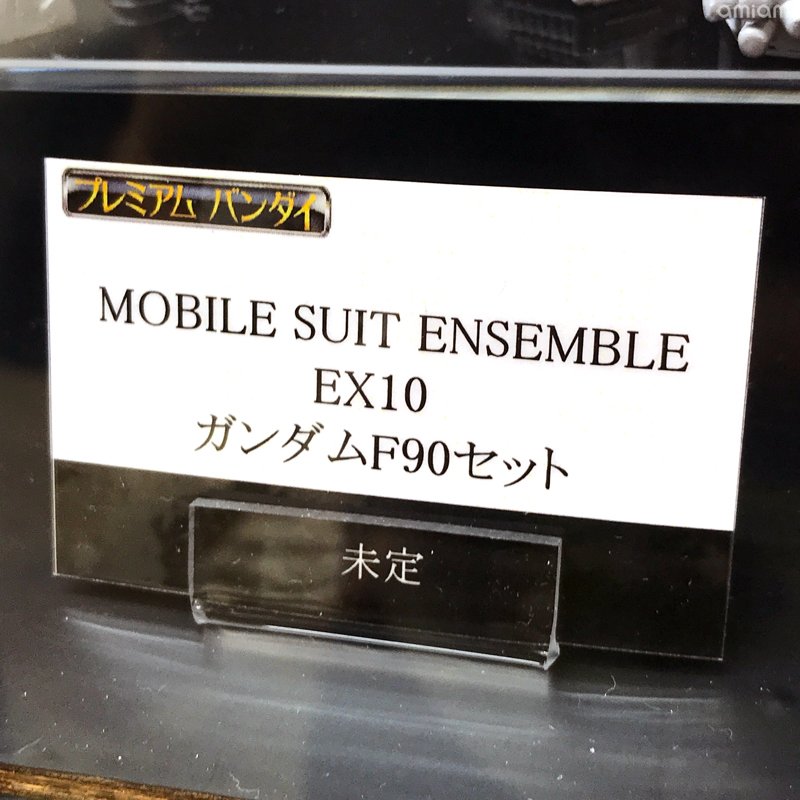 amiam
プレミアム バンダイ
MOBILE SUIT ENSEMBLE
EX10
ガンダムF90セット
未定